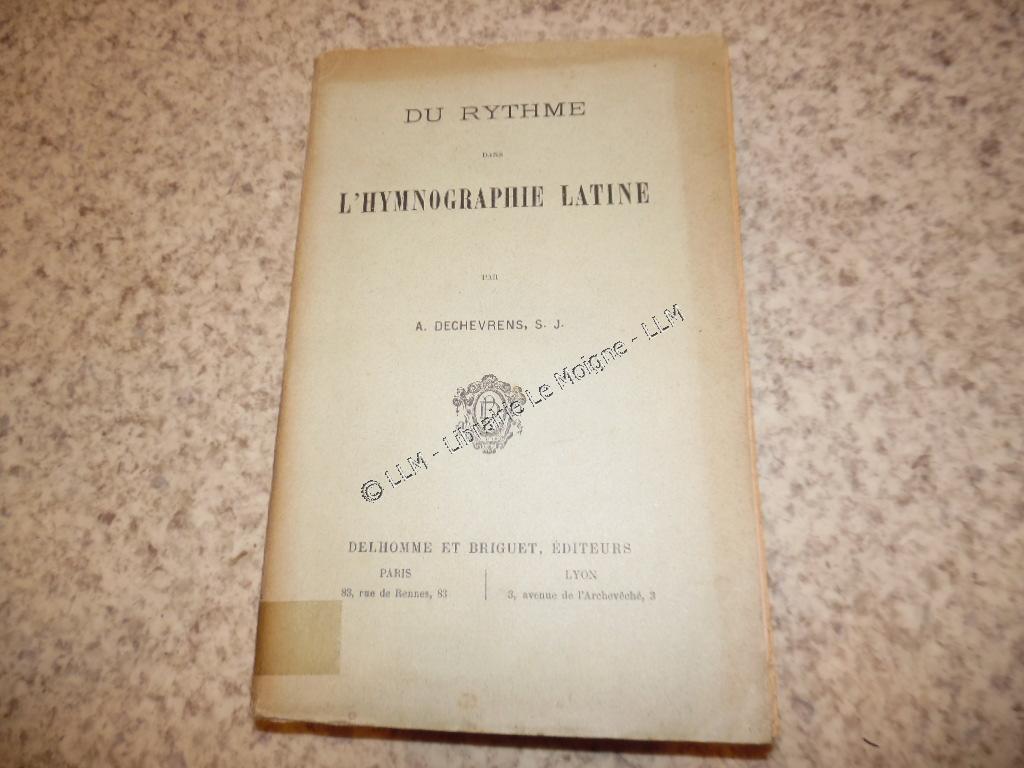 DU RYTHME
DANS
L'HYMNOGRAPHIE LATINE
PAR
A. DECHEVRENS, S. J.
© LLM - Librairie Le Moigne - LLM
DELHOMME ET BRIGUET, ÉDITEURS
PARIS
83, rue de Rennes, 83
LYON
3, avenue de l'Archevêché, 3